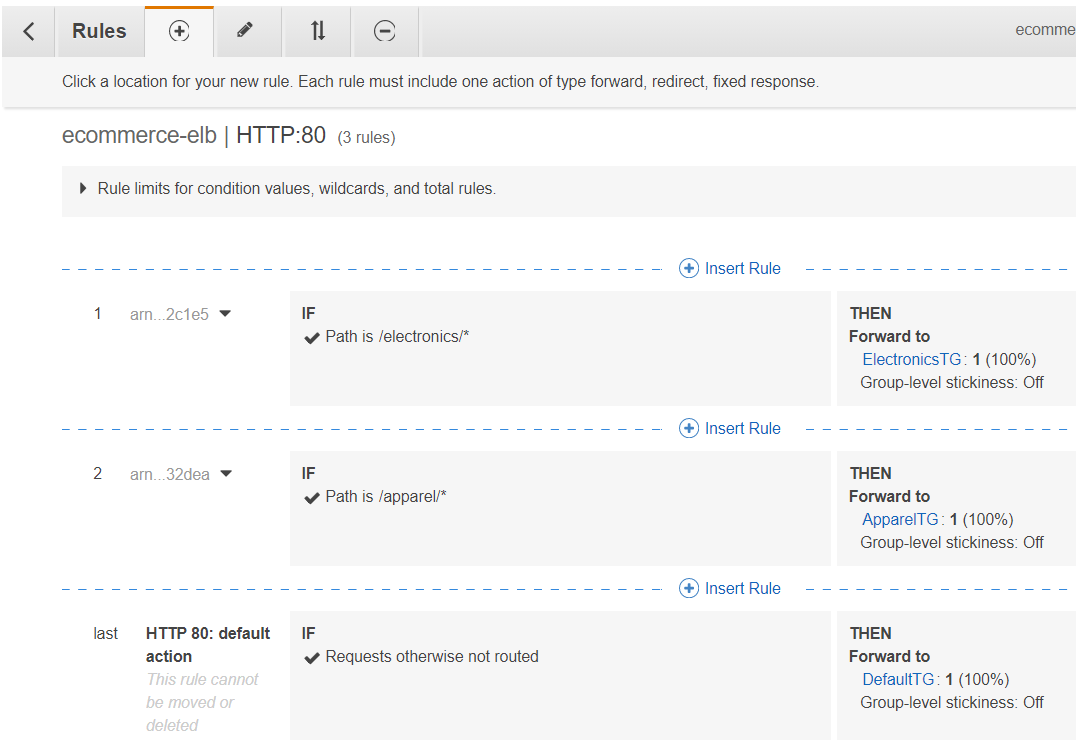 Rules
ecomme
Click a location for your new rule. Each rule must include one action of type forward, redirect, fixed response.
ecommerce-elb | HTTP:80 (3 rules)
Rule limits for condition values, wildcards, and total rules.
Insert Rule
1 arn...2c1e5
IF
Path is /electronics/*
THEN
Forward to
ElectronicsTG: 1 (100%)
Group-level stickiness: Off
Insert Rule
2 arn...32dea
IF
Path is /apparel/*
THEN
Forward to
ApparelTG: 1 (100%)
Group-level stickiness: Off
Insert Rule
last HTTP 80: default
action
This rule cannot
be moved or
deleted
IF
Requests otherwise not routed
THEN
Forward to
DefaultTG: 1 (100%)
Group-level stickiness: Off